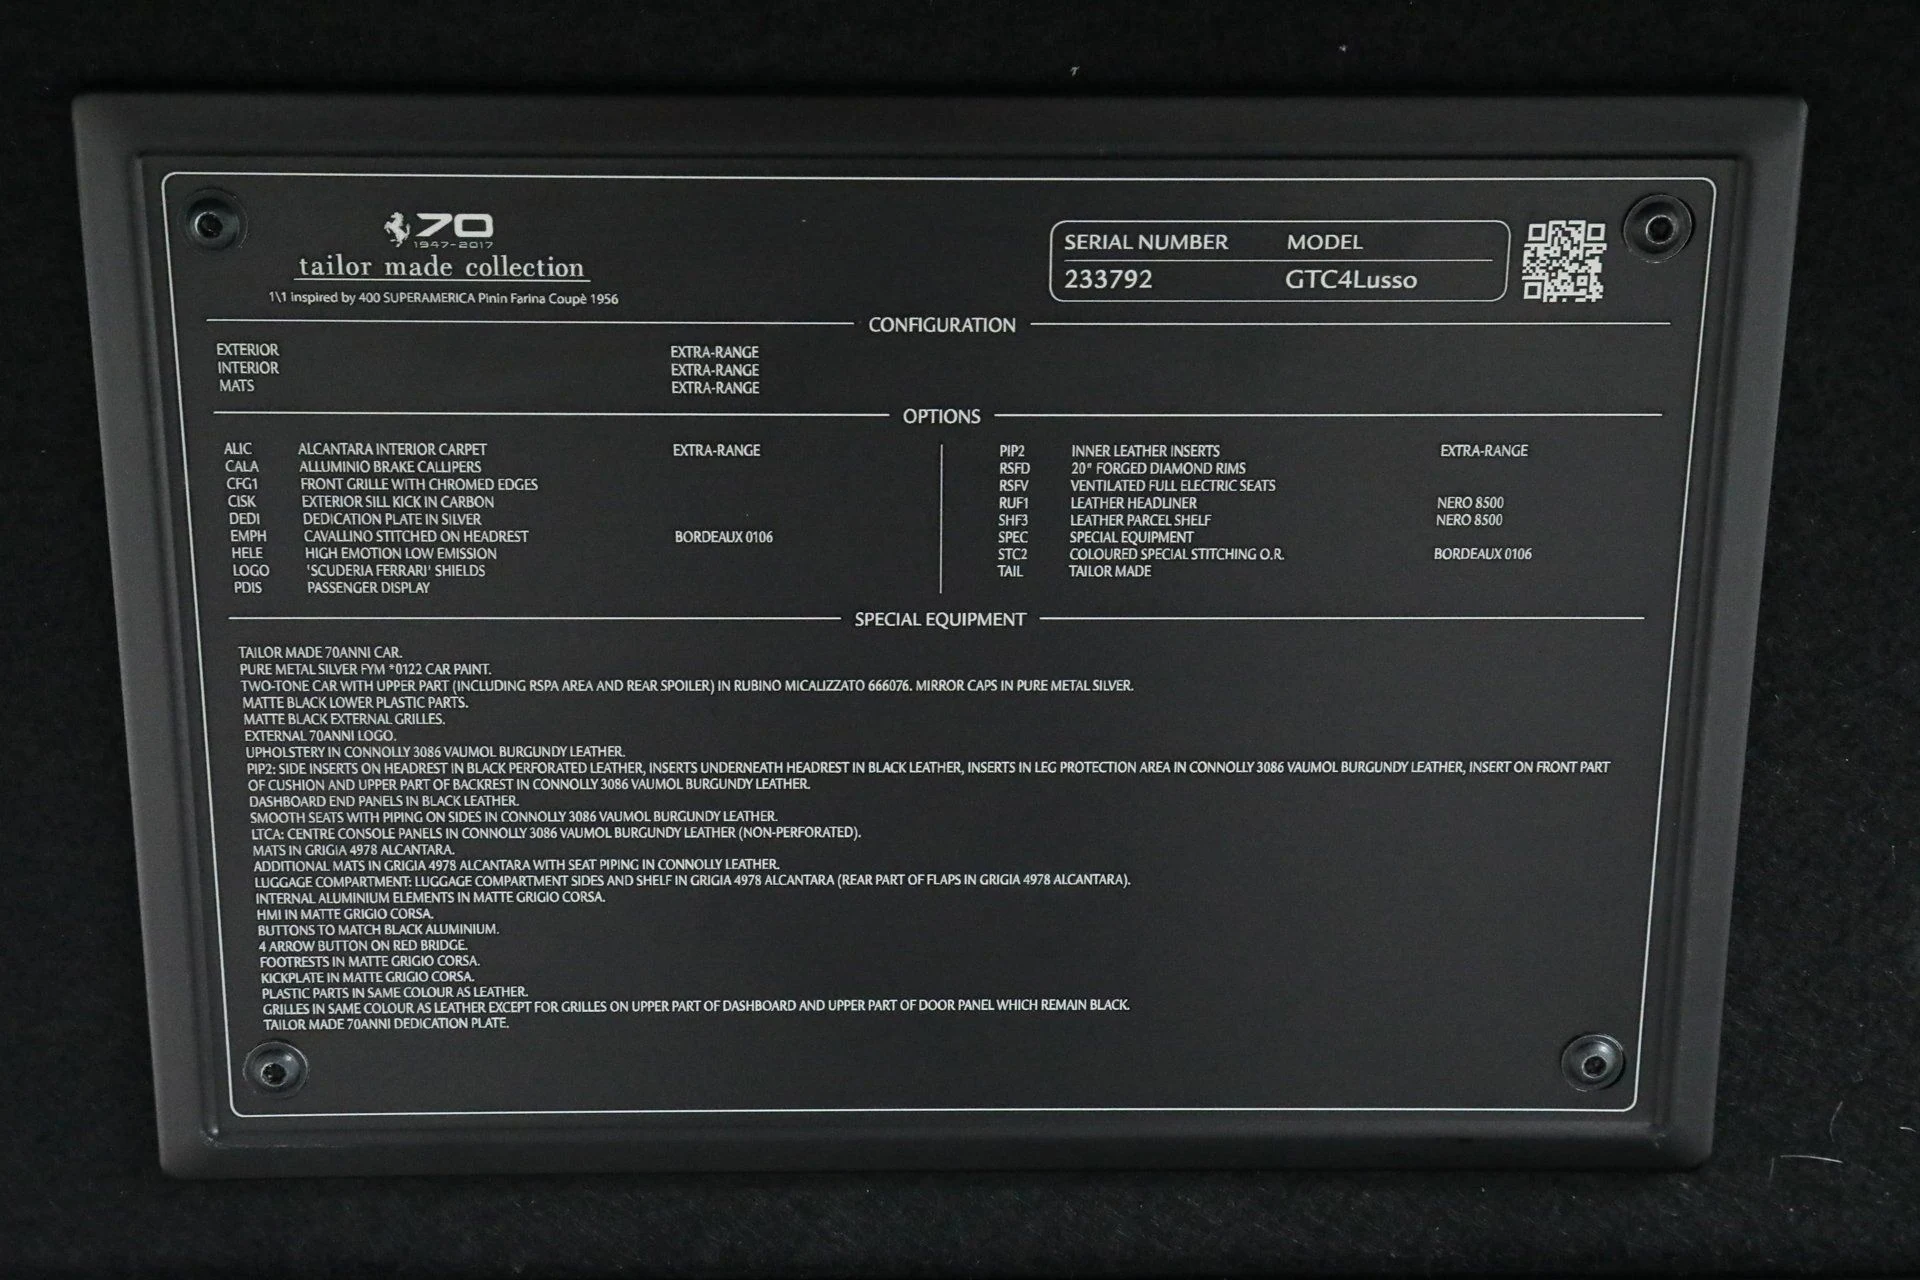 70
1947-2017
tailor made collection
1\1 inspired by 400 SUPERAMERICA Pinin Farina Coupè 1956
SERIAL NUMBER MODEL
233792 GTC4Lusso
CONFIGURATION
EXTERIOR EXTRA-RANGE
INTERIOR EXTRA-RANGE
MATS EXTRA-RANGE
OPTIONS
ALIC ALCANTARA INTERIOR CARPET EXTRA-RANGE
CALA ALLUMINIO BRAKE CALLIPERS
CFG1 FRONT GRILLE WITH CHROMED EDGES
CISK EXTERIOR SILL KICK IN CARBON
DEDI DEDICATION PLATE IN SILVER
EMPH CAVALLINO STITCHED ON HEADREST BORDEAUX 0106
HELE HIGH EMOTION LOW EMISSION
LOGO 'SCUDERIA FERRARI' SHIELDS
PDIS PASSENGER DISPLAY
PIP2 INNER LEATHER INSERTS EXTRA-RANGE
RSFD 20" FORGED DIAMOND RIMS
RSFV VENTILATED FULL ELECTRIC SEATS
RUF1 LEATHER HEADLINER NERO 8500
SHF3 LEATHER PARCEL SHELF NERO 8500
SPEC SPECIAL EQUIPMENT
STC2 COLOURED SPECIAL STITCHING O.R. BORDEAUX 0106
TAIL TAILOR MADE
SPECIAL EQUIPMENT
TAILOR MADE 70ANNI CAR.
PURE METAL SILVER FYM *0122 CAR PAINT.
TWO-TONE CAR WITH UPPER PART (INCLUDING RSPA AREA AND REAR SPOILER) IN RUBINO MICALIZZATO 666076. MIRROR CAPS IN PURE METAL SILVER.
MATTE BLACK LOWER PLASTIC PARTS.
MATTE BLACK EXTERNAL GRILLES.
EXTERNAL 70ANNI LOGO.
UPHOLSTERY IN CONNOLLY 3086 VAUMOL BURGUNDY LEATHER.
PIP2: SIDE INSERTS ON HEADREST IN BLACK PERFORATED LEATHER, INSERTS UNDERNEATH HEADREST IN BLACK LEATHER, INSERTS IN LEG PROTECTION AREA IN CONNOLLY 3086 VAUMOL BURGUNDY LEATHER, INSERT ON FRONT PART
OF CUSHION AND UPPER PART OF BACKREST IN CONNOLLY 3086 VAUMOL BURGUNDY LEATHER.
DASHBOARD END PANELS IN BLACK LEATHER.
SMOOTH SEATS WITH PIPING ON SIDES IN CONNOLLY 3086 VAUMOL BURGUNDY LEATHER.
LTCA: CENTRE CONSOLE PANELS IN CONNOLLY 3086 VAUMOL BURGUNDY LEATHER (NON-PERFORATED).
MATS IN GRIGIA 4978 ALCANTARA.
ADDITIONAL MATS IN GRIGIA 4978 ALCANTARA WITH SEAT PIPING IN CONNOLLY LEATHER.
LUGGAGE COMPARTMENT: LUGGAGE COMPARTMENT SIDES AND SHELF IN GRIGIA 4978 ALCANTARA (REAR PART OF FLAPS IN GRIGIA 4978 ALCANTARA).
INTERNAL ALUMINIUM ELEMENTS IN MATTE GRIGIO CORSA.
HMI IN MATTE GRIGIO CORSA.
BUTTONS TO MATCH BLACK ALUMINIUM.
4 ARROW BUTTON ON RED BRIDGE.
FOOTRESTS IN MATTE GRIGIO CORSA.
KICKPLATE IN MATTE GRIGIO CORSA.
PLASTIC PARTS IN SAME COLOUR AS LEATHER.
GRILLES IN SAME COLOUR AS LEATHER EXCEPT FOR GRILLES ON UPPER PART OF DASHBOARD AND UPPER PART OF DOOR PANEL WHICH REMAIN BLACK.
TAILOR MADE 70ANNI DEDICATION PLATE.